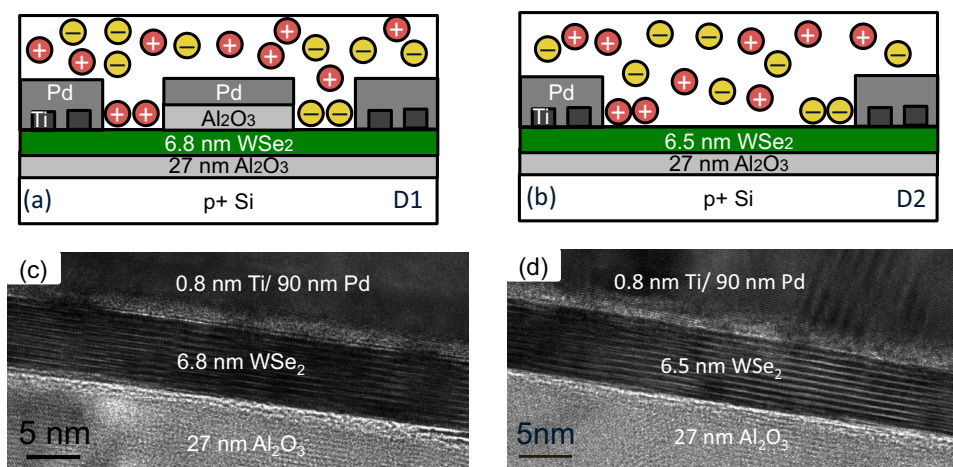 Pd
Pd
Pd
Ti
Al2O3
6.8 nm WSe2
27 nm Al2O3
(a)
p+ Si
D1
Ti
6.5 nm WSe2
27 nm Al2O3
(b)
p+ Si
D2
(c)
0.8 nm Ti/ 90 nm Pd
6.8 nm WSe2
5 nm
27 nm Al2O3
(d)
0.8 nm Ti/ 90 nm Pd
6.5 nm WSe2
5nm
27 nm Al2O3